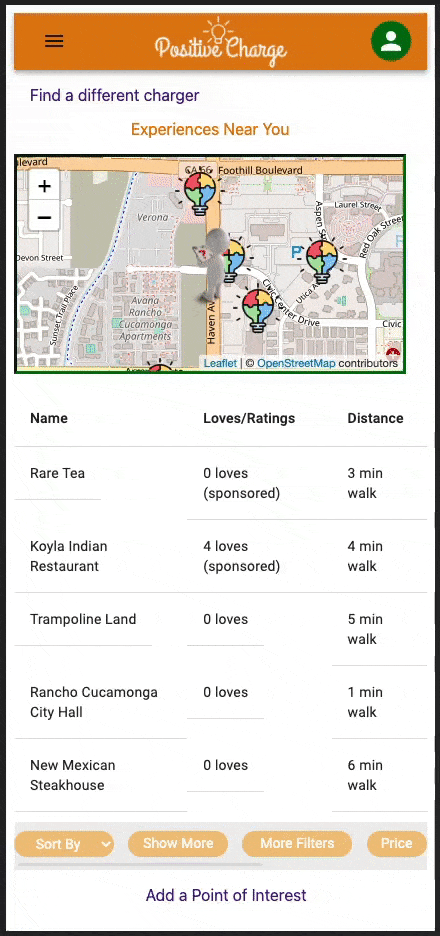 Positive Charge
Find a different charger
Experiences Near You
CA 66 Foothill Boulevard
+
−
Verona
Laurel Street
Devon Street
Red Oak Street
P
Avana
Rancho
Cucamonga
Apartments
Sunset Trail Place
Haven Av
Civic Center Drive
Utica A
Aspen S
Civic
Leaflet | © OpenStreetMap contributors
Name Loves/Ratings Distance
Rare Tea 0 loves 3 min
(sponsored) walk
Koyla Indian 4 loves 4 min
Restaurant (sponsored) walk
Trampoline Land 0 loves 5 min
walk
Rancho Cucamonga 0 loves 1 min
City Hall walk
New Mexican 0 loves 6 min
Steakhouse walk
Sort By Show More More Filters Price
Add a Point of Interest